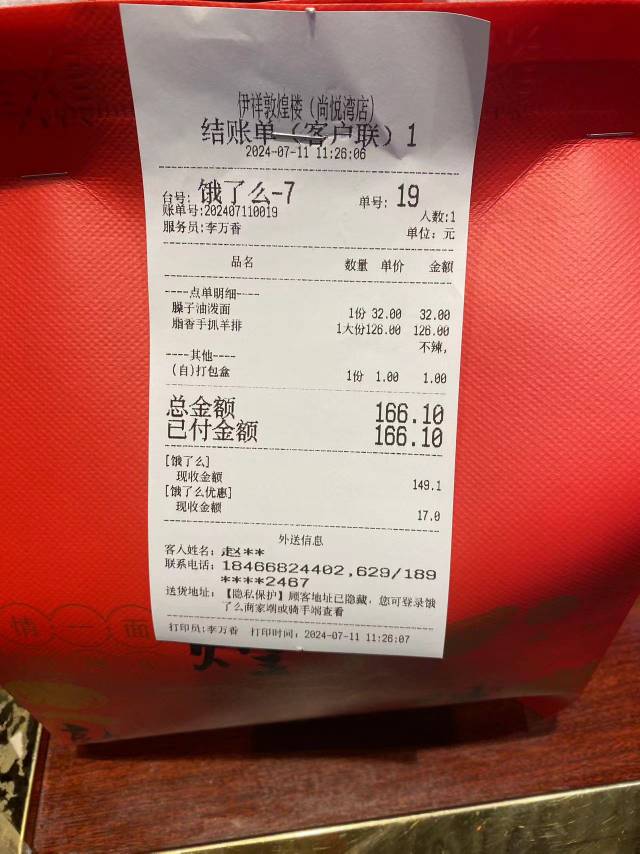 伊祥敦煌楼（尚悦湾店）
结账单（客户联）1
2024-07-11 11:26:06
台号：饿了么-7 单号：19
账单号:202407110019 人数:1
服务员:李万香 单位：元
品名 数量 单价 金额
----点单明细----
臊子油泼面 1份 32.00 32.00
脂香手抓羊排 1大份126.00 126.00
不辣,
----其他----
(自)打包盒 1份 1.00 1.00
总金额 166.10
已付金额 166.10
[饿了么]
现收金额 149.1
[饿了么优惠]
现收金额 17.0
外送信息
客人姓名：赵**
联系电话：18466824402,629/189
****2467
送货地址：【隐私保护】顾客地址已隐藏，您可登录饿
了么商家端或骑手端查看
打印员:李万香 打印时间：2024-07-11 11:26:07
情一面